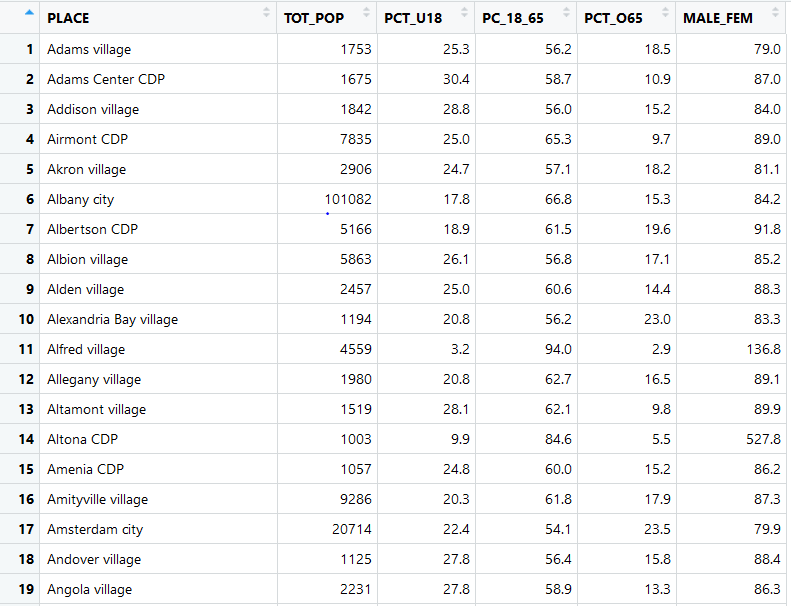 PLACE TOT_POP PCT_U18 PC_18_65 PCT_O65 MALE_FEM
1 Adams village 1753 25.3 56.2 18.5 79.0
2 Adams Center CDP 1675 30.4 58.7 10.9 87.0
3 Addison village 1842 28.8 56.0 15.2 84.0
4 Airmont CDP 7835 25.0 65.3 9.7 89.0
5 Akron village 2906 24.7 57.1 18.2 81.1
6 Albany city 101082 17.8 66.8 15.3 84.2
7 Albertson CDP 5166 18.9 61.5 19.6 91.8
8 Albion village 5863 26.1 56.8 17.1 85.2
9 Alden village 2457 25.0 60.6 14.4 88.3
10 Alexandria Bay village 1194 20.8 56.2 23.0 83.3
11 Alfred village 4559 3.2 94.0 2.9 136.8
12 Allegany village 1980 20.8 62.7 16.5 89.1
13 Altamont village 1519 28.1 62.1 9.8 89.9
14 Altona CDP 1003 9.9 84.6 5.5 527.8
15 Amenia CDP 1057 24.8 60.0 15.2 86.2
16 Amityville village 9286 20.3 61.8 17.9 87.3
17 Amsterdam city 20714 22.4 54.1 23.5 79.9
18 Andover village 1125 27.8 56.4 15.8 88.4
19 Angola village 2231 27.8 58.9 13.3 86.3